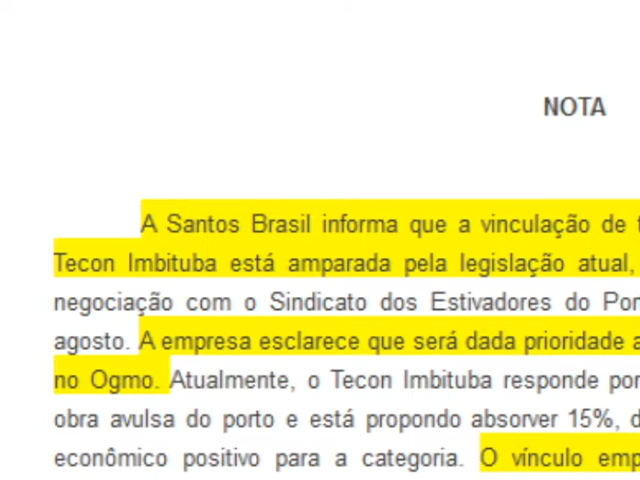 NOTA
A Santos Brasil informa que a vinculação de
Tecon Imbituba está amparada pela legislação atual,
negociação com o Sindicato dos Estivadores do Por
agosto. A empresa esclarece que será dada prioridade a
no Ogmo. Atualmente, o Tecon Imbituba responde por
obra avulsa do porto e está propondo absorver 15%, d
econômico positivo para a categoria. O vínculo emp